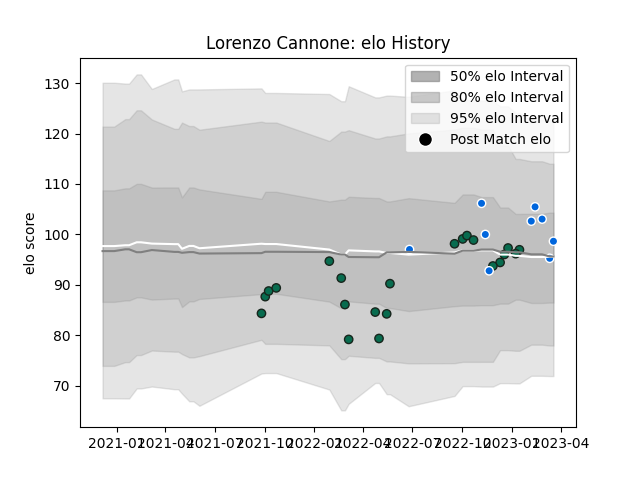 Lorenzo Cannone: elo History
50% elo Interval
80% elo Interval
95% elo Interval
Post Match elo
elo score
130
120
110
100
90
80
70
2021-01 2021-04 2021-07 2021-10 2022-01 2022-04 2022-07 2022-10 2023-01 2023-04